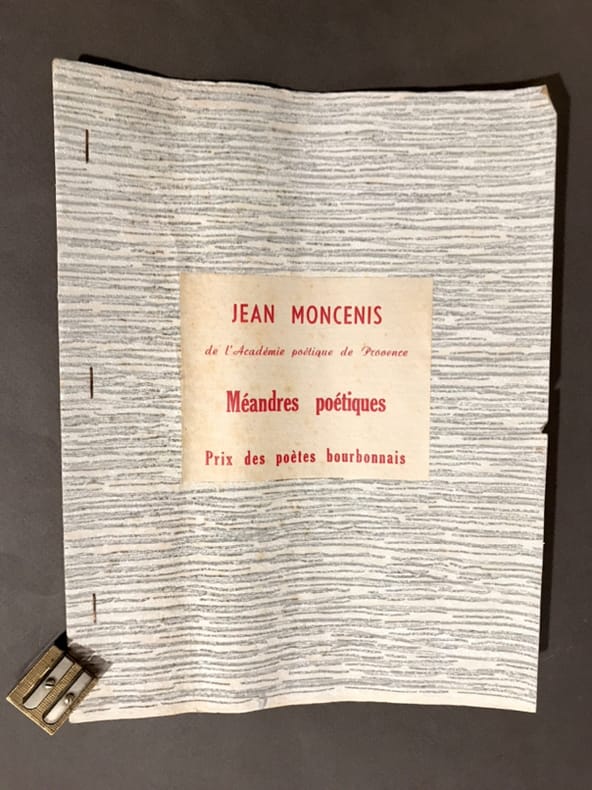 JEAN MONCENIS
de l'Académie poétique de Provence
Méandres poétiques
Prix des poètes bourbonnais